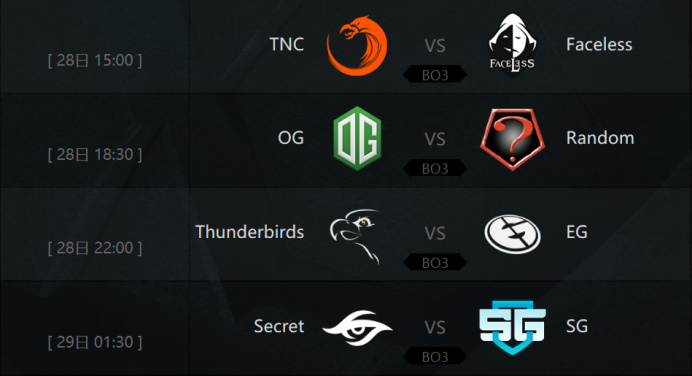 [ 28日 15:00 ] TNC VS FACELESS Faceless
BO3
[ 28日 18:30 ] OG OG VS ? Random
BO3
[ 28日 22:00 ] Thunderbirds VS EG
BO3
[ 29日 01:30 ] Secret VS SG SG
BO3